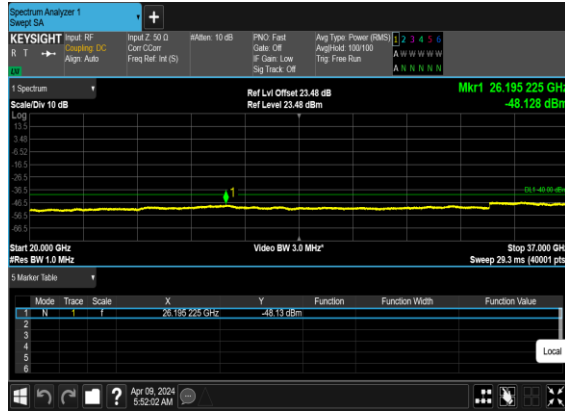 Spectrum Analyzer 1
Swept SA
+
KEYSIGHT Input: RF Input Z: 50 Ω #Atten: 10 dB PNO: Fast Avg Type: Power (RMS) 1 2 3 4 5 6
R T Coupling: DC Corr CCorr Gate: Off Avg|Hold: 100/100 A W W W W W
Align: Auto Freq Ref: Int (S) IF Gain: Low Trig: Free Run
Sig Track: Off A N N N N N
1 Spectrum Ref Lvl Offset 23.48 dB Mkr1 26.195 225 GHz
Scale/Div 10 dB Ref Level 23.48 dBm -48.128 dBm
Log
13.5
3.48
-6.52
-16.5
-26.5
-36.5 1 DL1 -40.00 dBm
-46.5
-56.5
-66.5
Start 20.000 GHz Video BW 3.0 MHz* Stop 37.000 GHz
#Res BW 1.0 MHz Sweep 29.3 ms (40001 pts)
5 Marker Table
Mode Trace Scale X Y Function Function Width Function Value
1 N 1 f 26.195 225 GHz -48.13 dBm
2
3
4
5
6
Local
? Apr 09, 2024
5:52:02 AM